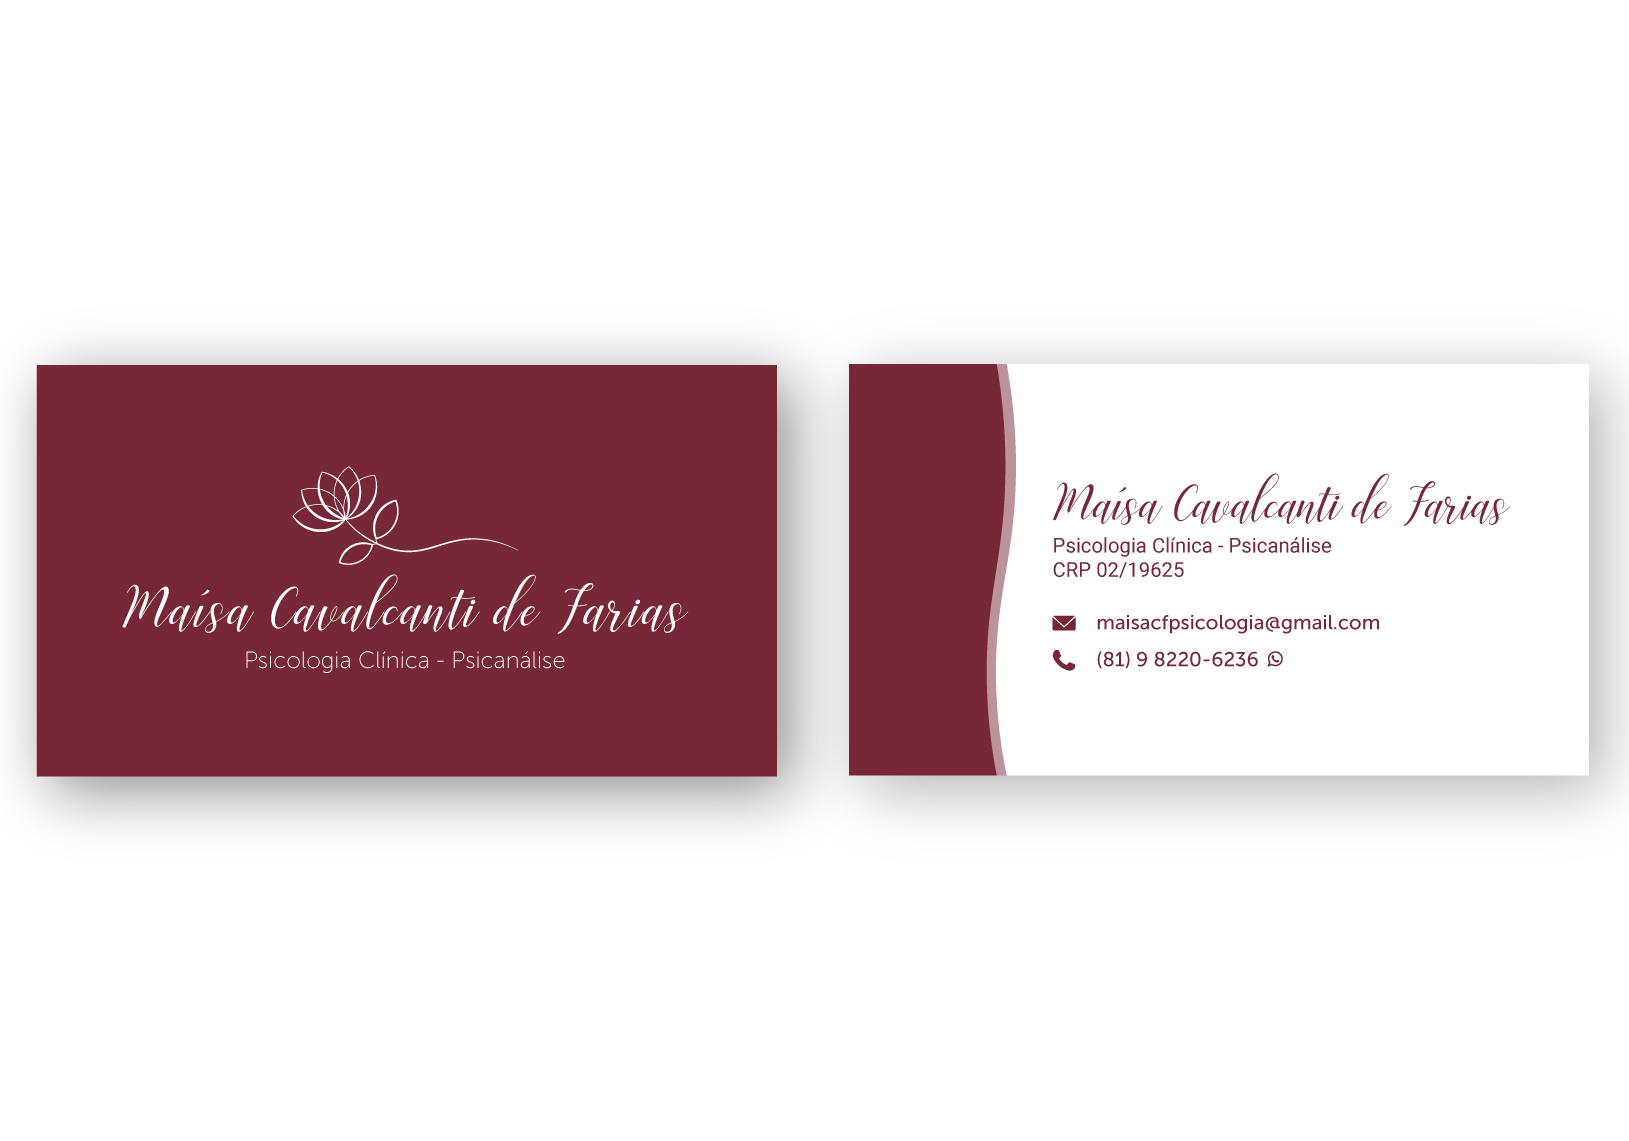 Maísa Cavalcanti de Farias
Psicologia Clínica - Psicanálise
Maísa Cavalcanti de Farias
Psicologia Clínica - Psicanálise
CRP 02/19625
maisacfpsicologia@gmail.com
(81) 9 8220-6236